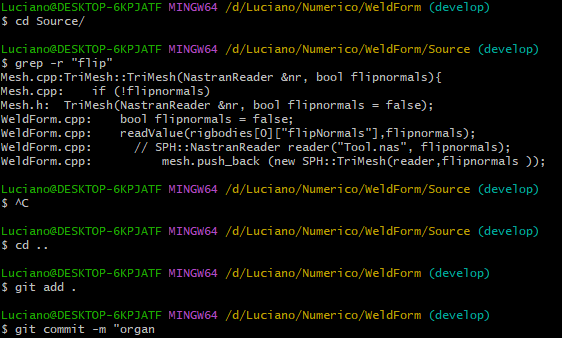 Luciano@DESKTOP-6KPJATF MINGW64 /d/Luciano/Numerico/WeldForm (develop)
$ cd Source/
Luciano@DESKTOP-6KPJATF MINGW64 /d/Luciano/Numerico/WeldForm/Source (develop)
$ grep -r "flip"
Mesh.cpp:TriMesh::TriMesh(NastranReader &nr, bool flipnormals){
Mesh.cpp:    if (!flipnormals)
Mesh.h:  TriMesh(NastranReader &nr, bool flipnormals = false);
WeldForm.cpp:    bool flipnormals = false;
WeldForm.cpp:    readValue(rigbodies[0]["flipNormals"],flipnormals);
WeldForm.cpp:      // SPH::NastranReader reader("Tool.nas", flipnormals);
WeldForm.cpp:          mesh.push_back (new SPH::TriMesh(reader,flipnormals ));
Luciano@DESKTOP-6KPJATF MINGW64 /d/Luciano/Numerico/WeldForm/Source (develop)
$ ^C
Luciano@DESKTOP-6KPJATF MINGW64 /d/Luciano/Numerico/WeldForm/Source (develop)
$ cd ..
Luciano@DESKTOP-6KPJATF MINGW64 /d/Luciano/Numerico/WeldForm (develop)
$ git add .
Luciano@DESKTOP-6KPJATF MINGW64 /d/Luciano/Numerico/WeldForm (develop)
$ git commit -m "organ